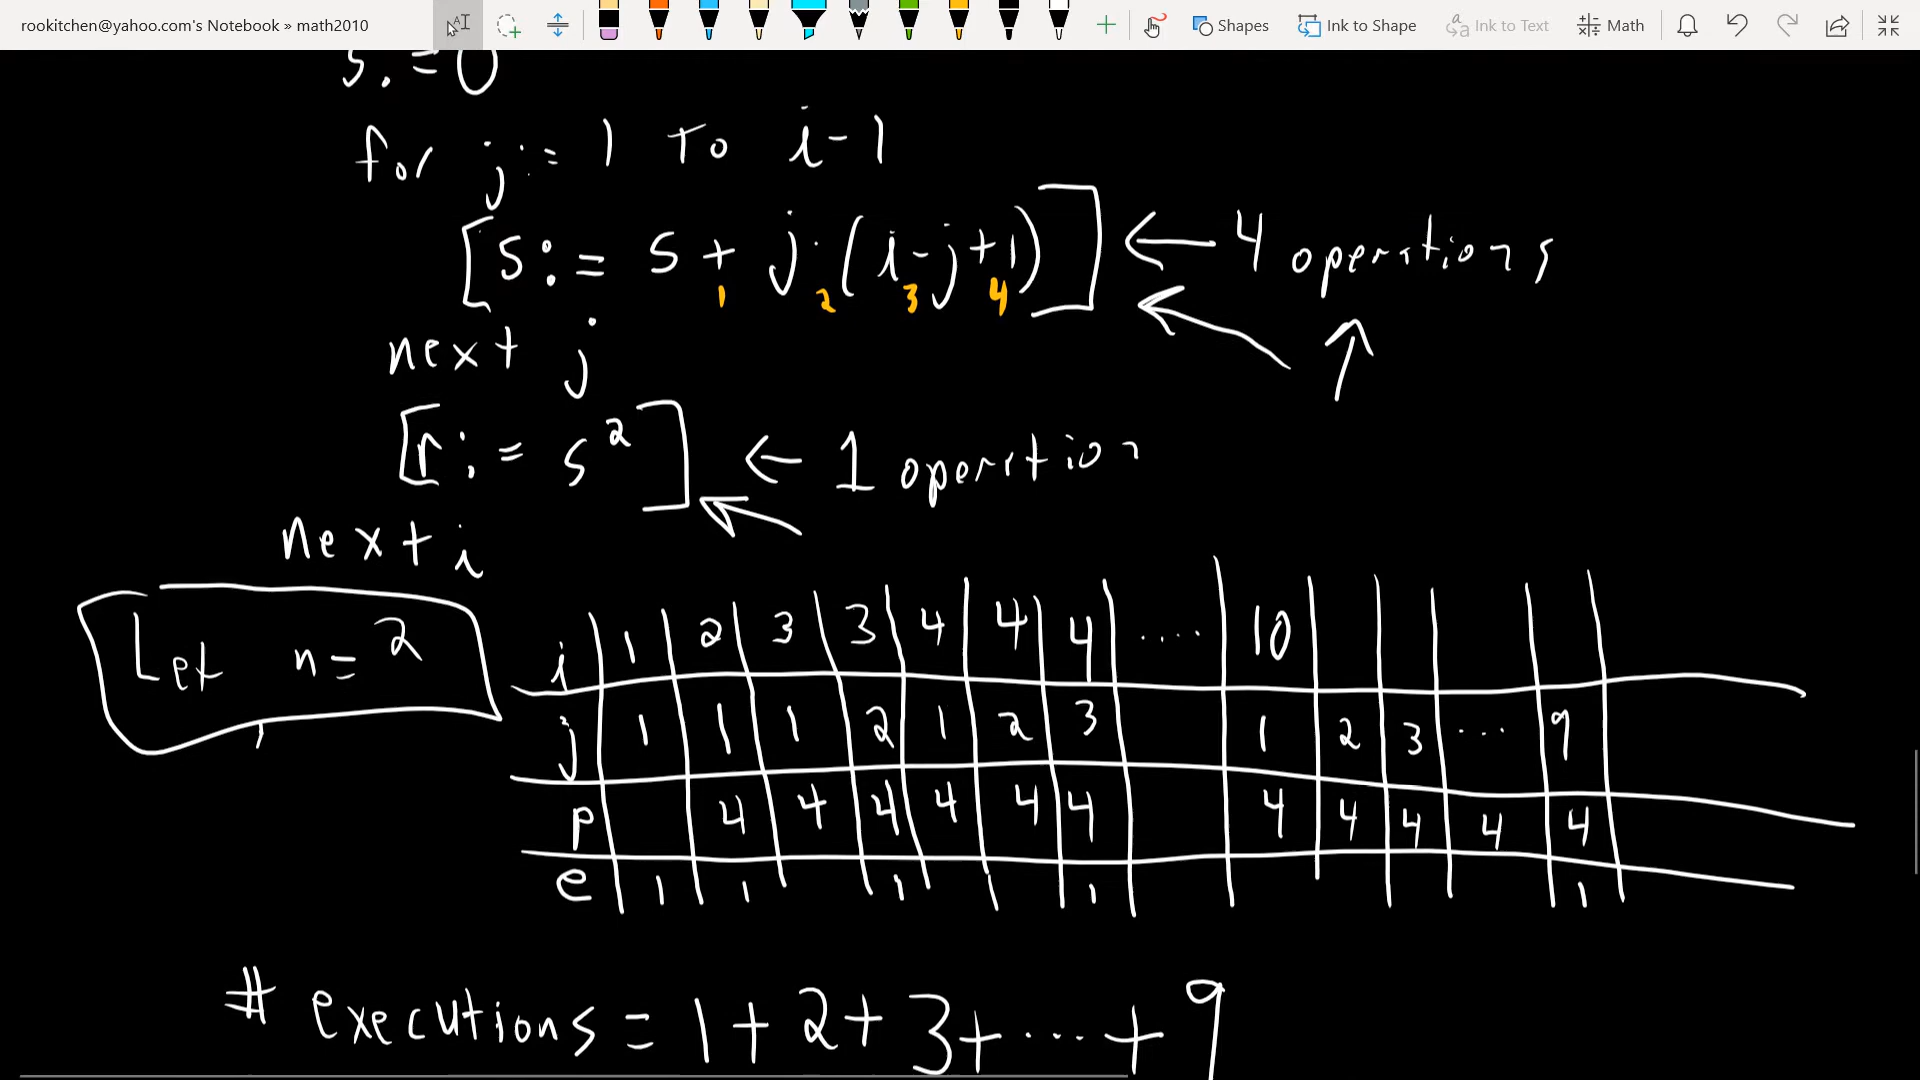 rookitchen@yahoo.com's Notebook » math2010
Shapes Ink to Shape Ink to Text Math
s:=0
for j:= 1 To i-1
[s:= s + j·(i-j+1)] ← 4 operations
1 2 3 4
next j
[r:= s²] ← 1 operation
next i
Let n = 2
i 1 2 3 3 4 4 4 ..... 10
j 1 1 1 2 1 2 3 1 2 3 ... 9
p 4 4 4 4 4 4 4 4 4 4 4
e 1 1 1 1 1
# executions = 1 + 2 + 3 + ... + 9